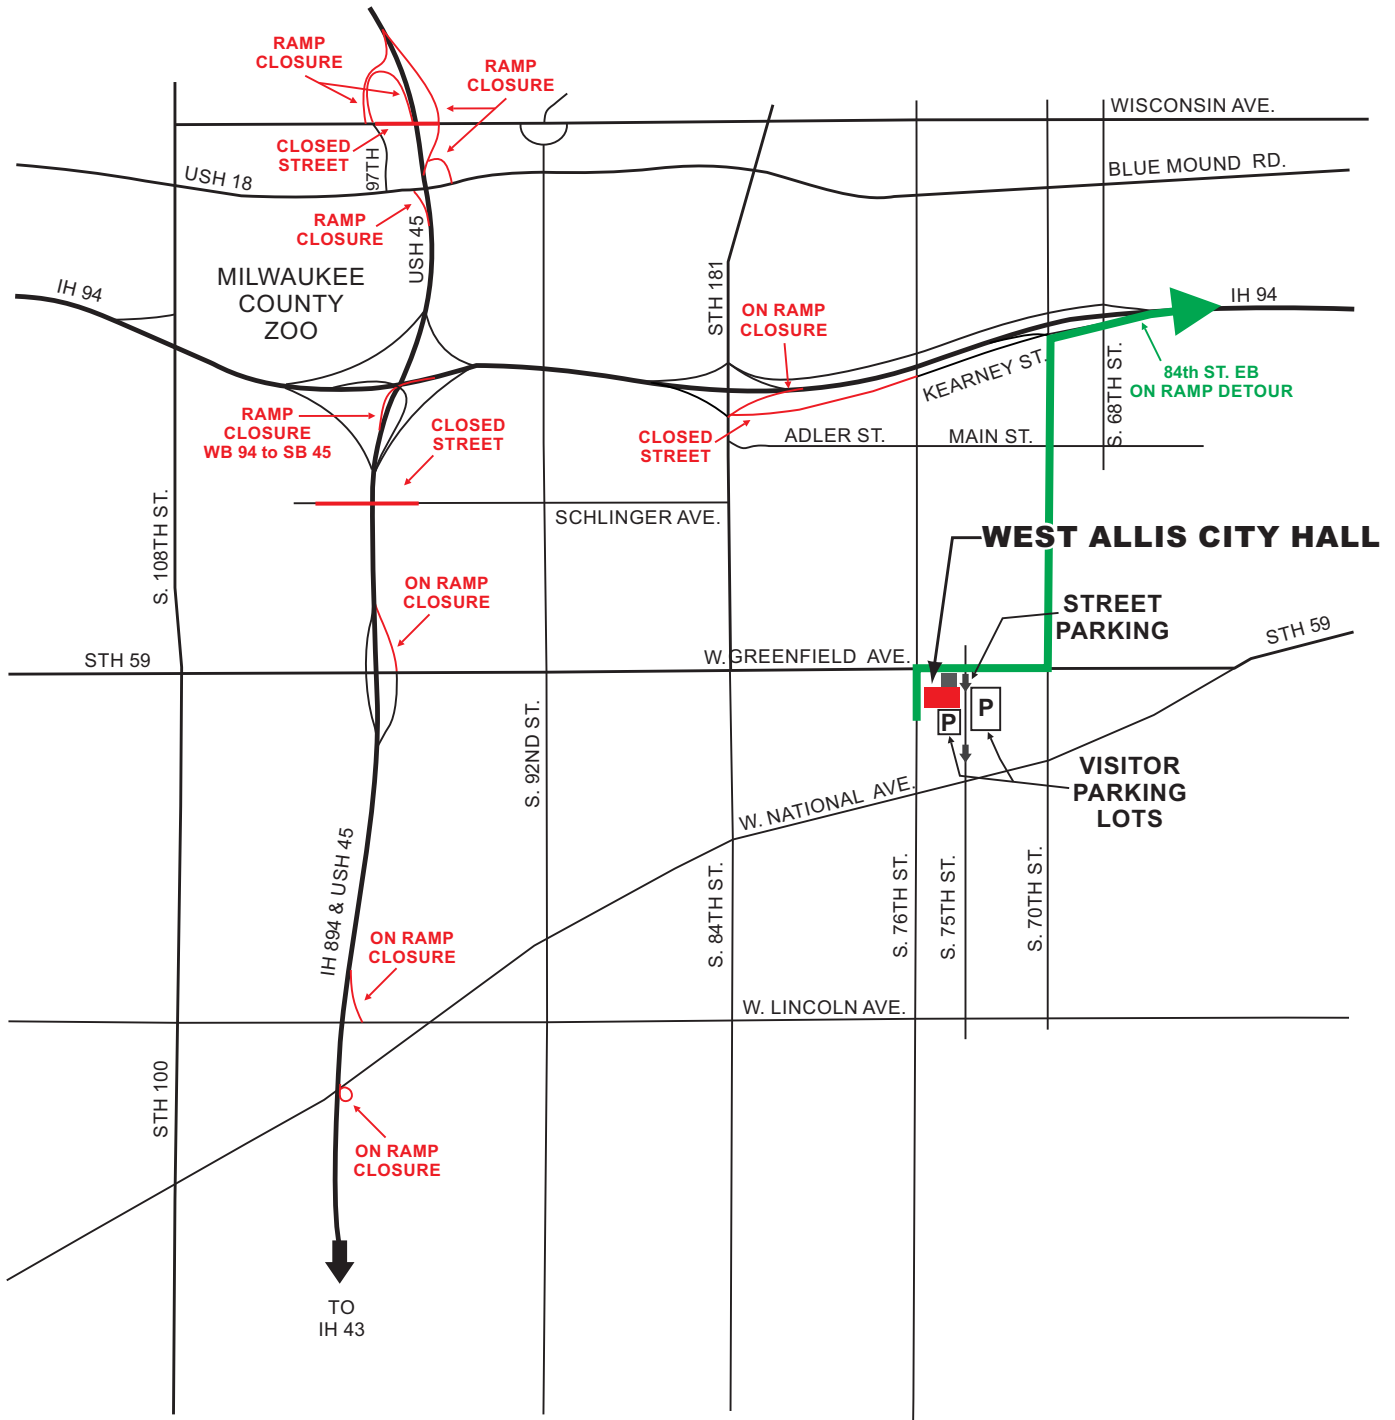 RAMP
CLOSURE
RAMP
CLOSURE
WISCONSIN AVE.
CLOSED
STREET
97TH
USH 18
BLUE MOUND RD.
RAMP
CLOSURE
USH 45
MILWAUKEE
COUNTY
ZOO
IH 94
STH 181
IH 94
ON RAMP
CLOSURE
KEARNEY ST.
S. 68TH ST.
84th ST. EB
ON RAMP DETOUR
RAMP
CLOSURE
WB 94 to SB 45
CLOSED
STREET
CLOSED
STREET
ADLER ST.
MAIN ST.
S. 108TH ST.
SCHLINGER AVE.
WEST ALLIS CITY HALL
ON RAMP
CLOSURE
STREET
PARKING
STH 59
STH 59
W.GREENFIELD AVE.
P
P
S. 92ND ST.
VISITOR
PARKING
LOTS
W. NATIONAL AVE.
IH 894 & USH 45
S. 84TH ST.
S. 76TH ST.
S. 75TH ST.
S. 70TH ST.
ON RAMP
CLOSURE
W. LINCOLN AVE.
STH 100
ON RAMP
CLOSURE
TO
IH 43